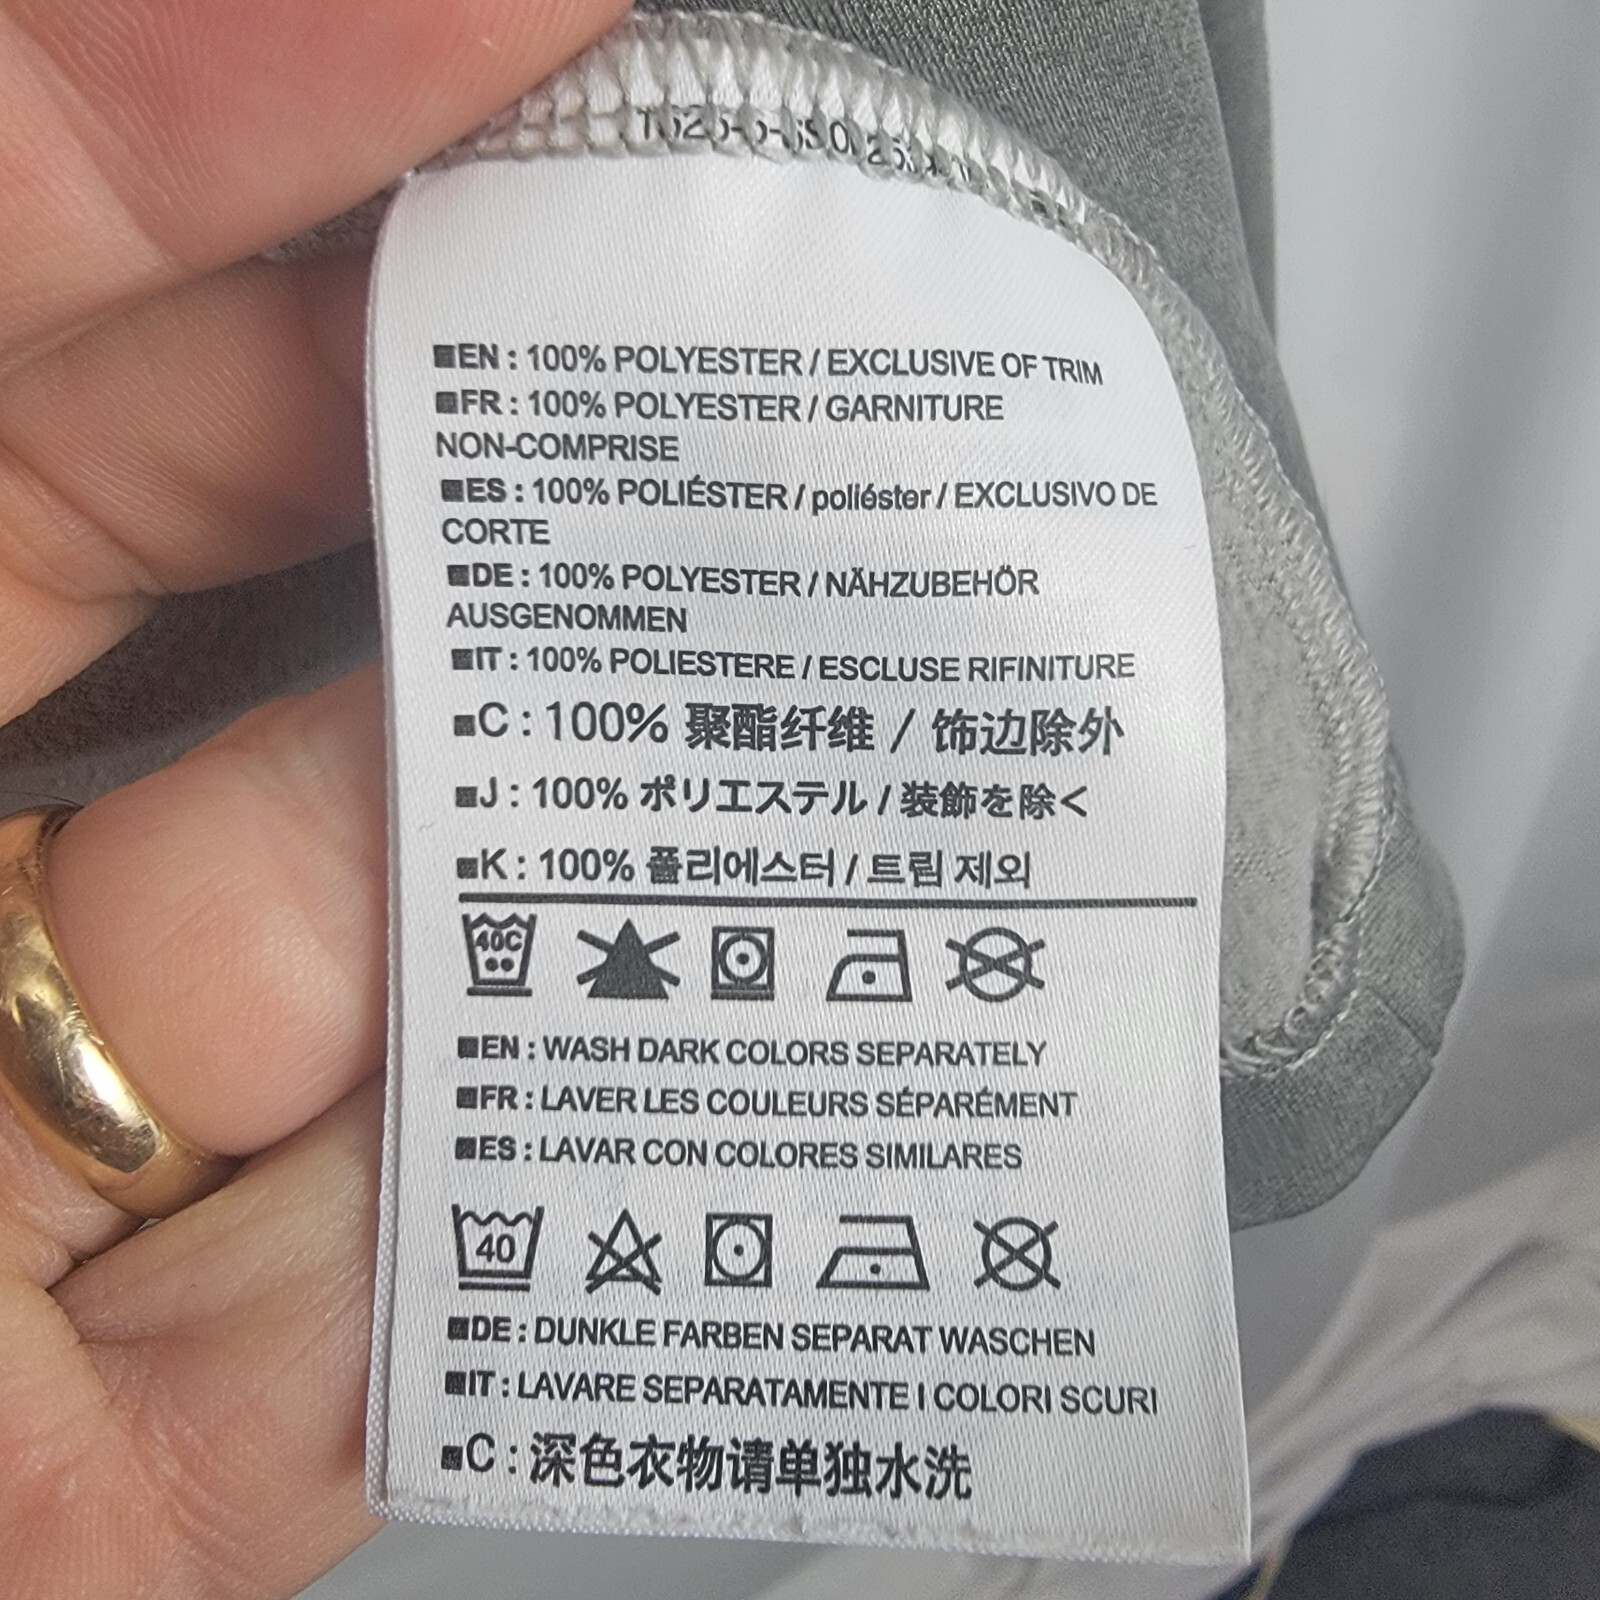 EN : 100% POLYESTER / EXCLUSIVE OF TRIM
FR : 100% POLYESTER / GARNITURE
NON-COMPRISE
ES : 100% POLIÉSTER / poliéster / EXCLUSIVO DE
CORTE
DE : 100% POLYESTER / NÄHZUBEHÖR
AUSGENOMMEN
IT : 100% POLIESTERE / ESCLUSE RIFINITURE
C : 100% 聚酯纤维 / 饰边除外
J : 100% ポリエステル / 装飾を除く
K : 100% 폴리에스터 / 트림 제외
40C
EN : WASH DARK COLORS SEPARATELY
FR : LAVER LES COULEURS SÉPARÉMENT
ES : LAVAR CON COLORES SIMILARES
40
DE : DUNKLE FARBEN SEPARAT WASCHEN
IT : LAVARE SEPARATAMENTE I COLORI SCURI
C : 深色衣物请单独水洗